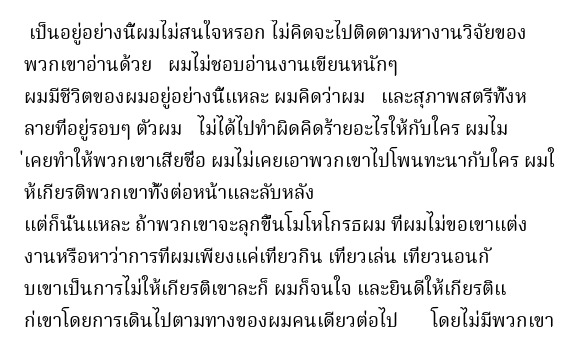 เป็นอยู่อย่างนี้ผมไม่สนใจหรอก ไม่คิดจะไปติดตามหางานวิจัยของ
พวกเขาอ่านด้วย ผมไม่ชอบอ่านงานเขียนหนักๆ
ผมมีชีวิตของผมอยู่อย่างนี้แหละ ผมคิดว่าผม และสุภาพสตรีทั้งห
ลายที่อยู่รอบๆ ตัวผม ไม่ได้ไปทำผิดคิดร้ายอะไรให้กับใคร ผมไม
่เคยทำให้พวกเขาเสียชื่อ ผมไม่เคยเอาพวกเขาไปโพนทะนากับใคร ผมใ
ห้เกียรติพวกเขาทั้งต่อหน้าและลับหลัง
แต่ก็นั่นแหละ ถ้าพวกเขาจะลุกขึ้นโมโหโกรธผม ที่ผมไม่ขอเขาแต่ง
งานหรือหาว่าการที่ผมเพียงแค่เที่ยวกิน เที่ยวเล่น เที่ยวนอนกั
บเขาเป็นการไม่ให้เกียรติเขาละก็ ผมก็จนใจ และยินดีให้เกียรติแ
ก่เขาโดยการเดินไปตามทางของผมคนเดียวต่อไป โดยไม่มีพวกเขา